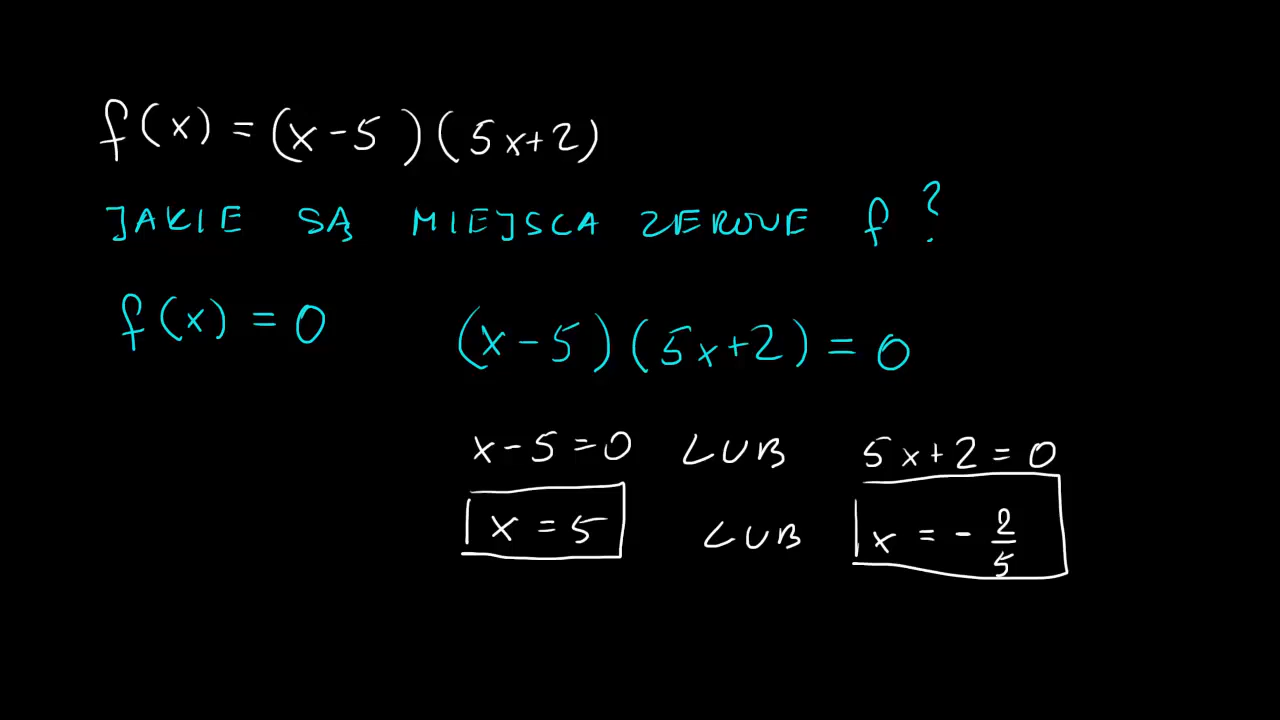 f(x) = (x-5)(5x+2)
JAKIE SĄ MIEJSCA ZEROWE f?
f(x) = 0 (x-5)(5x+2) = 0
x-5=0 LUB 5x+2=0
x = 5 LUB x = - 2/5